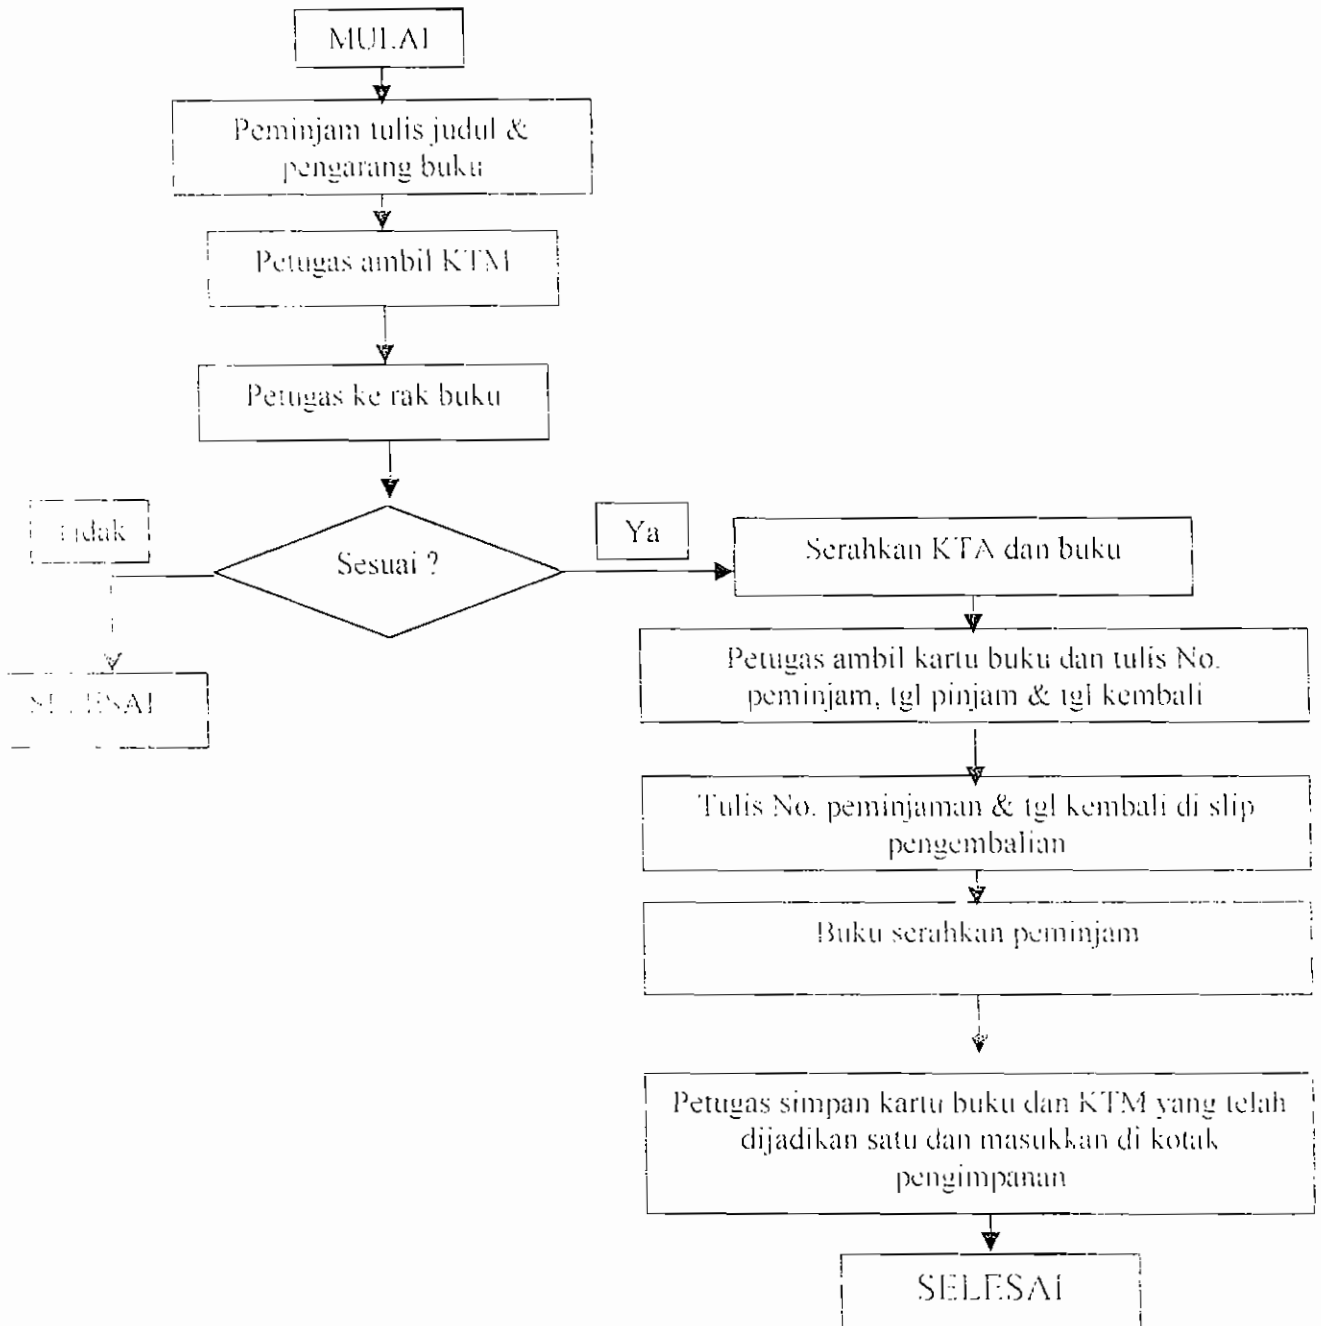 MULAI
Peminjam tulis judul &
pengarang buku
Petugas ambil KTM
Petugas ke rak buku
Tidak
Sesuai ?
Ya
SELESAI
Serahkan KTA dan buku
Petugas ambil kartu buku dan tulis No.
peminjam, tgl pinjam & tgl kembali
Tulis No. peminjaman & tgl kembali di slip
pengembalian
Buku serahkan peminjam
Petugas simpan kartu buku dan KTM yang telah
dijadikan satu dan masukkan di kotak
pengimpanan
SELESAI